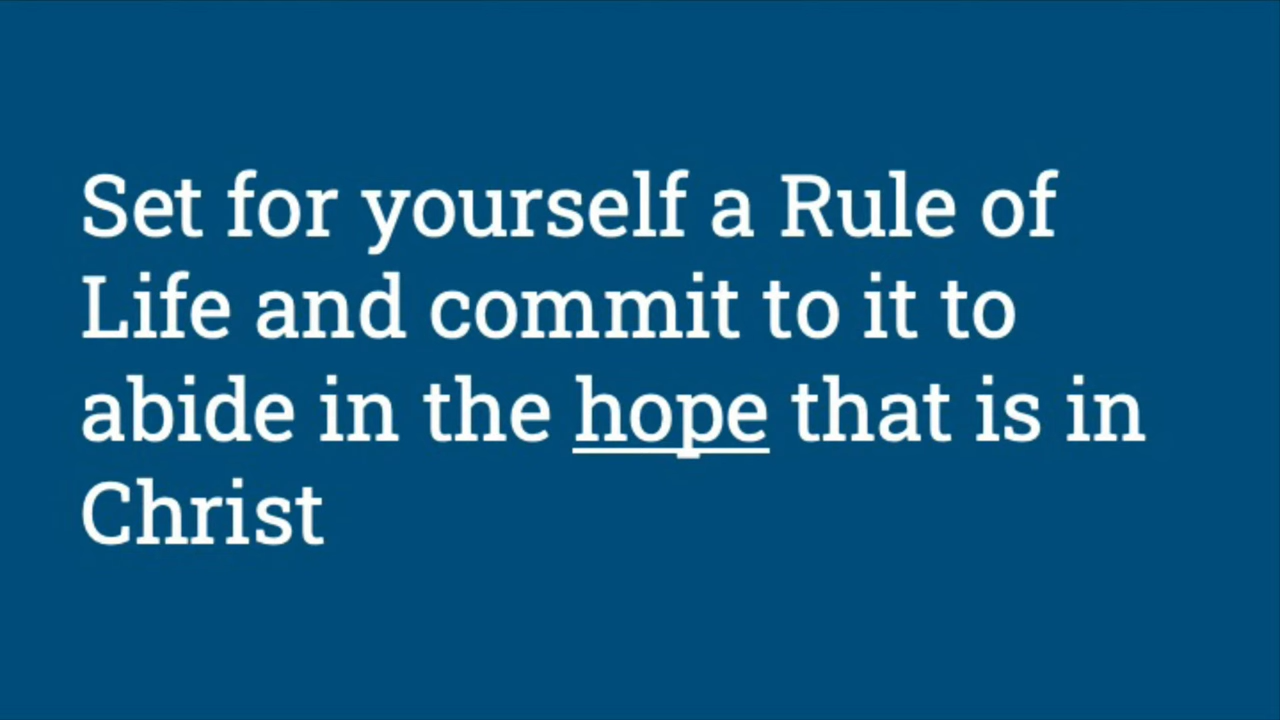 Set for yourself a Rule of
Life and commit to it to
abide in the hope that is in
Christ